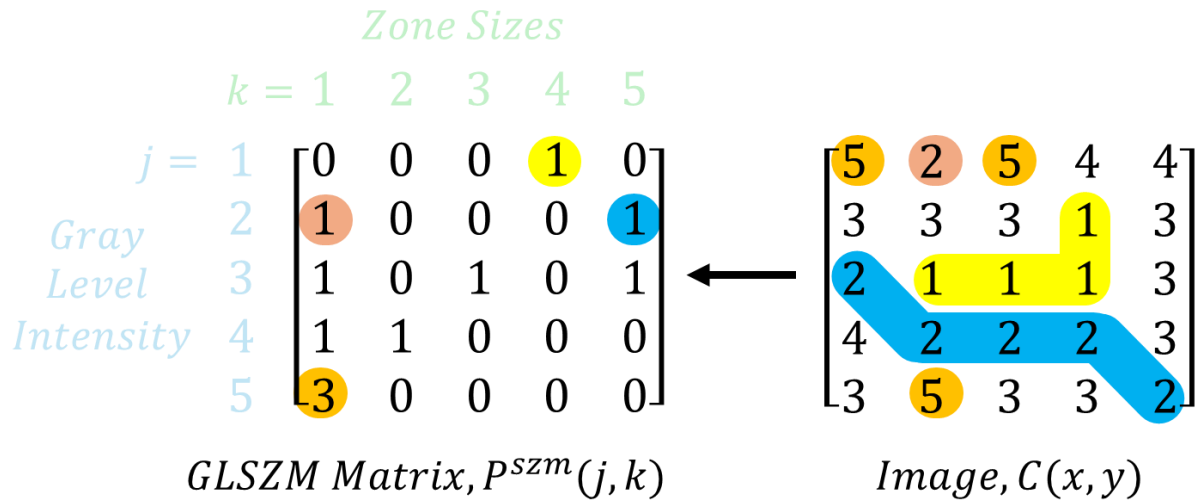 Zone Sizes
k = 1 2 3 4 5
j = 1 [0 0 0 1 0] [5 2 5 4 4]
2 1 0 0 0 1 3 3 3 1 3
Gray
Level
Intensity
3 1 0 1 0 1 2 1 1 1 3
4 1 1 0 0 0 4 2 2 2 3
5 3 0 0 0 0 3 5 3 3 2
GLSZM Matrix, P^{szm}(j, k)
Image, C(x, y)